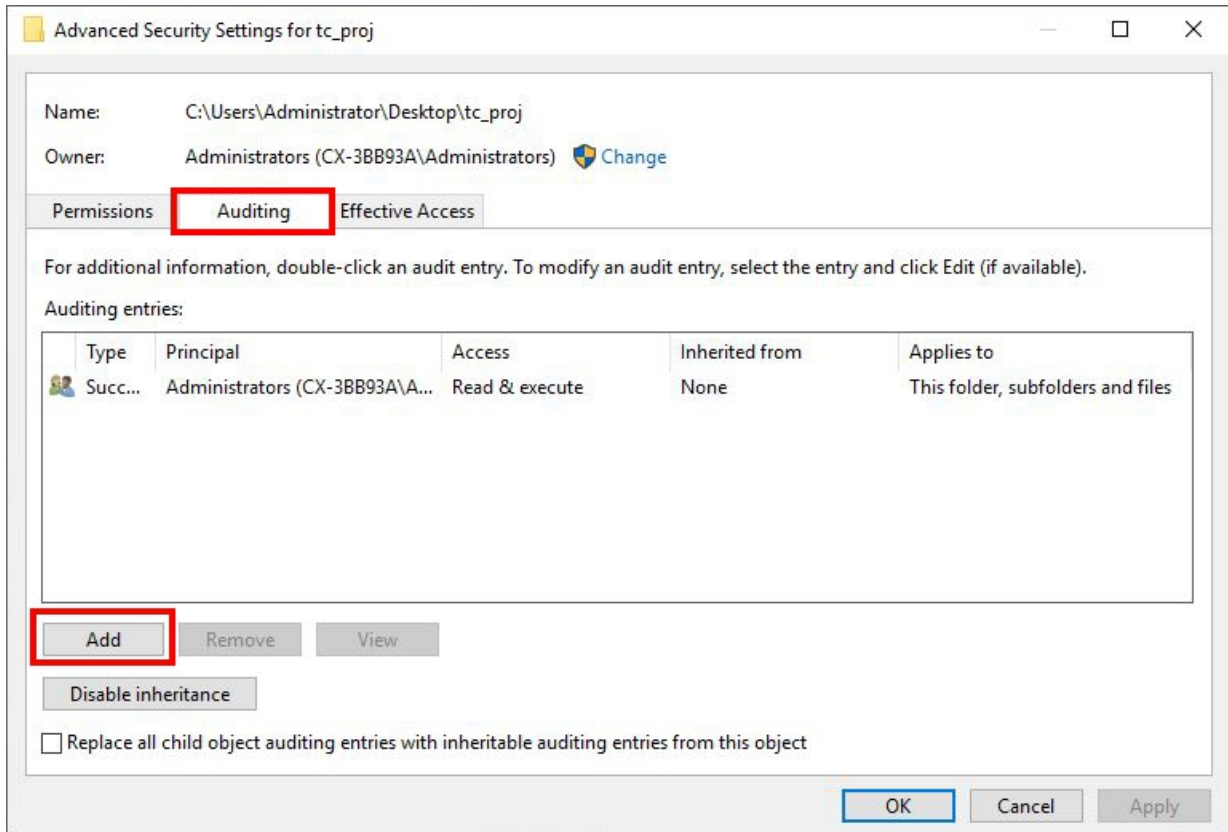 Advanced Security Settings for tc_proj
Name: C:\Users\Administrator\Desktop\tc_proj
Owner: Administrators (CX-3BB93A\Administrators) Change
Permissions Auditing Effective Access
For additional information, double-click an audit entry. To modify an audit entry, select the entry and click Edit (if available).
Auditing entries:
Type Principal Access Inherited from Applies to
Succ... Administrators (CX-3BB93A\A... Read & execute None This folder, subfolders and files
Add Remove View
Disable inheritance
Replace all child object auditing entries with inheritable auditing entries from this object
OK Cancel Apply